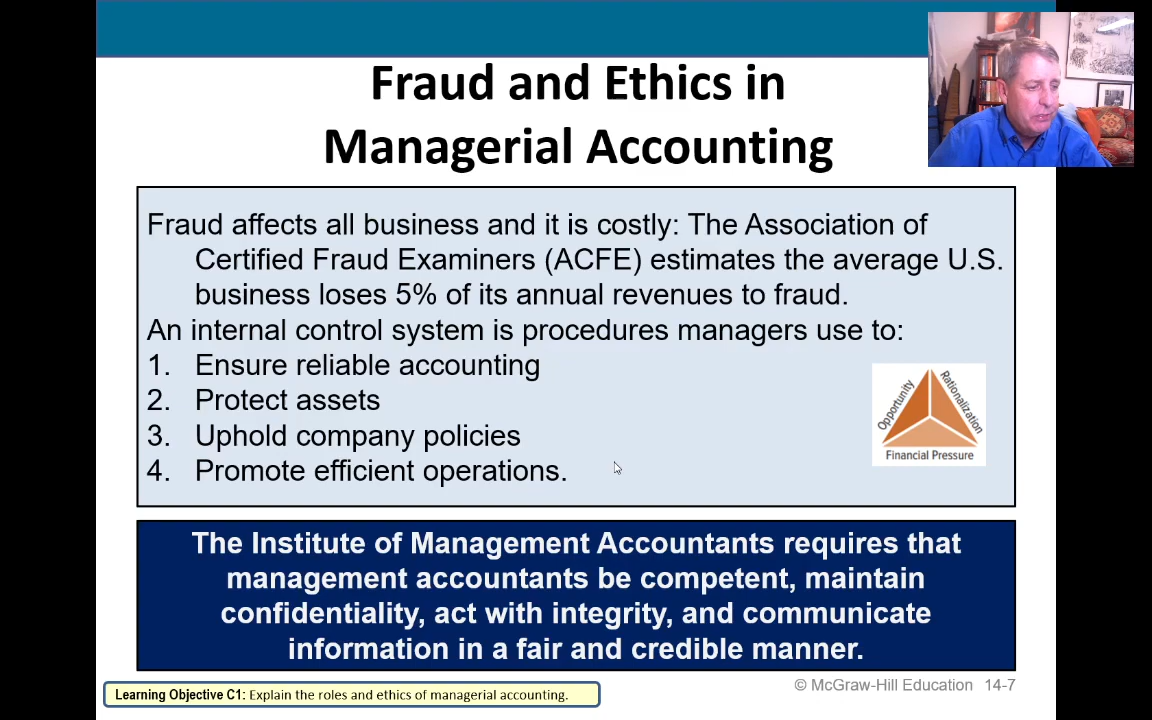 Fraud and Ethics in
Managerial Accounting
Fraud affects all business and it is costly: The Association of
Certified Fraud Examiners (ACFE) estimates the average U.S.
business loses 5% of its annual revenues to fraud.
An internal control system is procedures managers use to:
1. Ensure reliable accounting
2. Protect assets
3. Uphold company policies
4. Promote efficient operations.
Opportunity
Rationalization
Financial Pressure
The Institute of Management Accountants requires that
management accountants be competent, maintain
confidentiality, act with integrity, and communicate
information in a fair and credible manner.
Learning Objective C1: Explain the roles and ethics of managerial accounting.
© McGraw-Hill Education 14-7